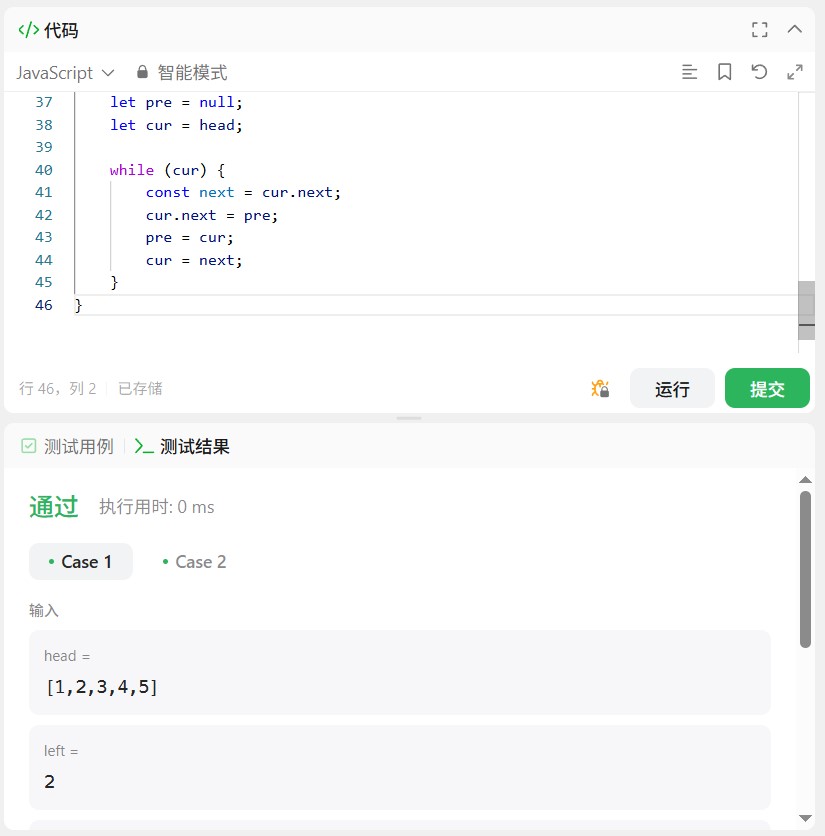 </> 代码
JavaScript 智能模式
37 let pre = null;
38 let cur = head;
39
40 while (cur) {
41 const next = cur.next;
42 cur.next = pre;
43 pre = cur;
44 cur = next;
45 }
46 }
行 46，列 2 已存储
运行 提交
测试用例 测试结果
通过 执行用时: 0 ms
Case 1 Case 2
输入
head =
[1,2,3,4,5]
left =
2